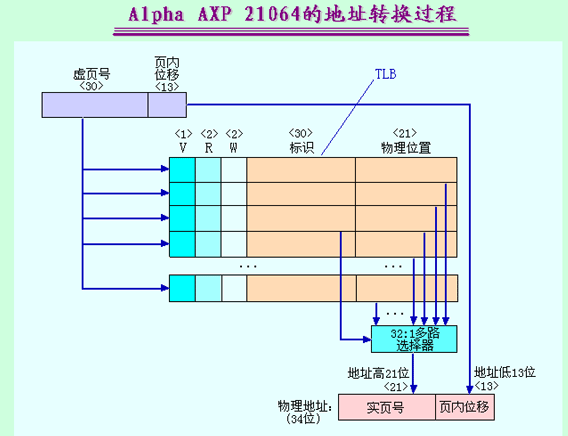 Alpha AXP 21064的地址转换过程
虚页号
<30>
页内
位移
<13>
TLB
<1>
V
<2>
R
<2>
W
<30>
标识
<21>
物理位置
...
...
...
32:1多路
选择器
地址高21位
<21>
地址低13位
<13>
物理地址:
(34位)
实页号
页内位移